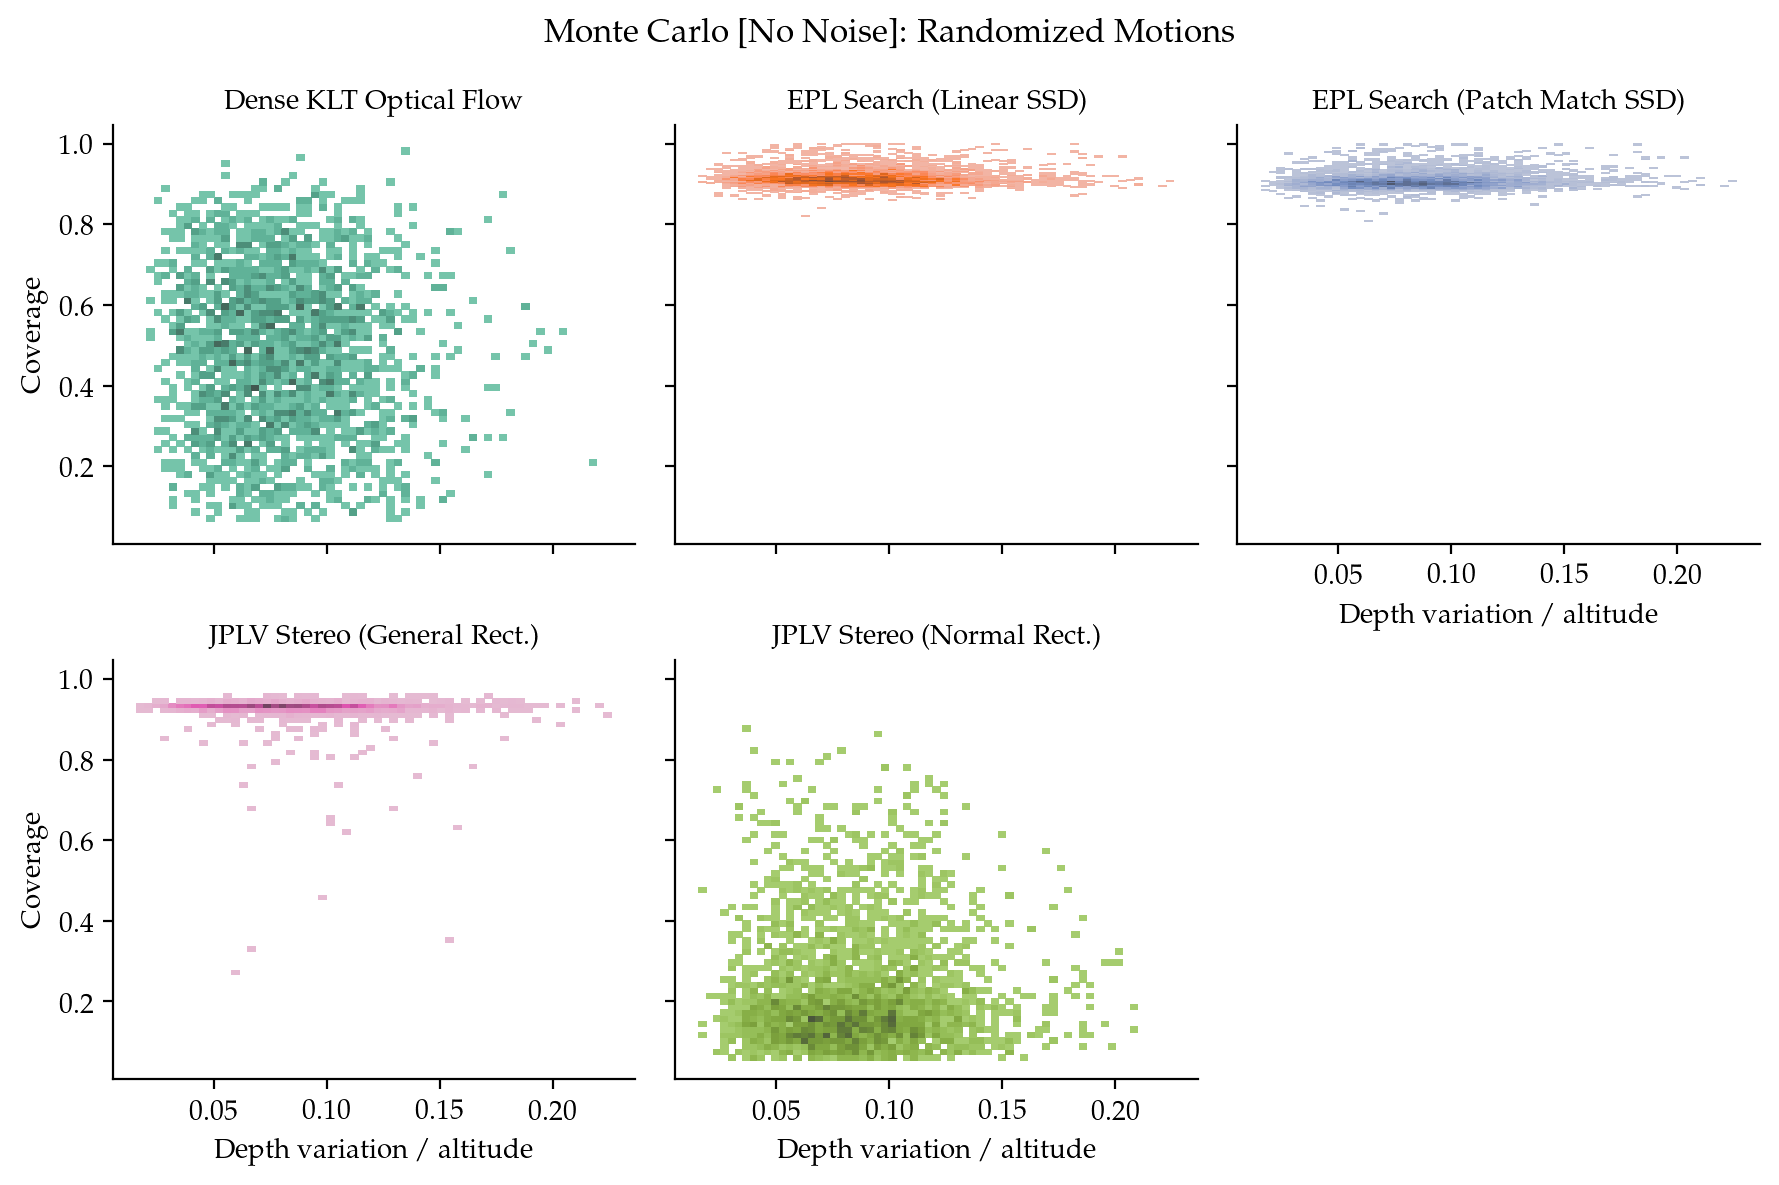 Monte Carlo [No Noise]: Randomized Motions
Dense KLT Optical Flow
EPL Search (Linear SSD)
EPL Search (Patch Match SSD)
1.0
0.8
0.6
0.4
0.2
Coverage
0.05 0.10 0.15 0.20
Depth variation / altitude
JPLV Stereo (General Rect.)
JPLV Stereo (Normal Rect.)
1.0
0.8
0.6
0.4
0.2
Coverage
0.05 0.10 0.15 0.20
0.05 0.10 0.15 0.20
Depth variation / altitude
Depth variation / altitude